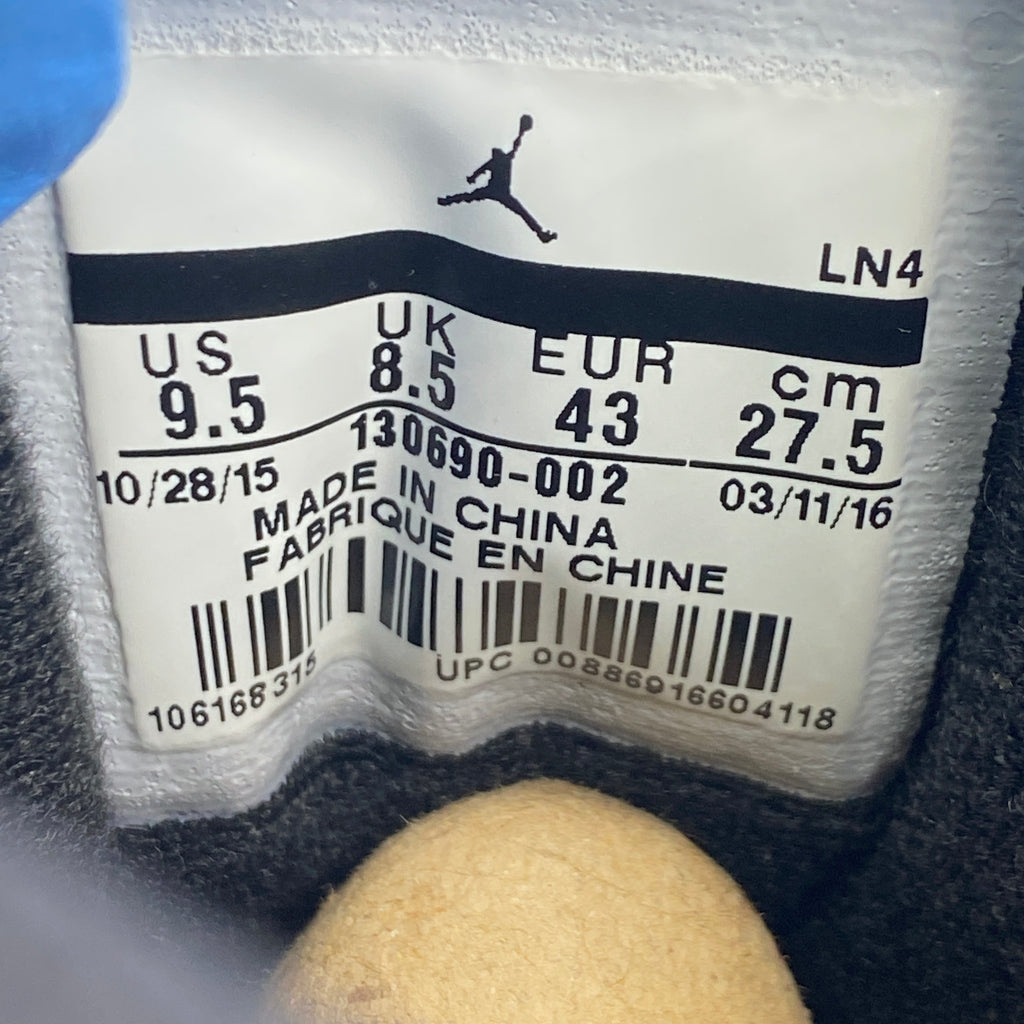 LN4
US UK EUR cm
9.5 8.5 43 27.5
130690-002
10/28/15 03/11/16
MADE IN CHINA
FABRIQUE EN CHINE
106168315 UPC 00886916604118